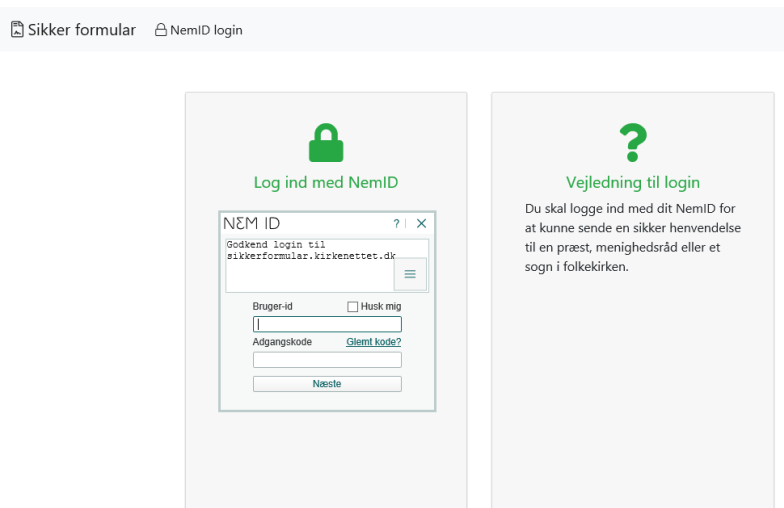 Sikker formular NemID login
Log ind med NemID
NΣM ID ? X
Godkend login til
sikkerformular.kirkenettet.dk
Bruger-id Husk mig
Adgangskode Glemt kode?
Næste
?
Vejledning til login
Du skal logge ind med dit NemID for
at kunne sende en sikker henvendelse
til en præst, menighedsråd eller et
sogn i folkekirken.